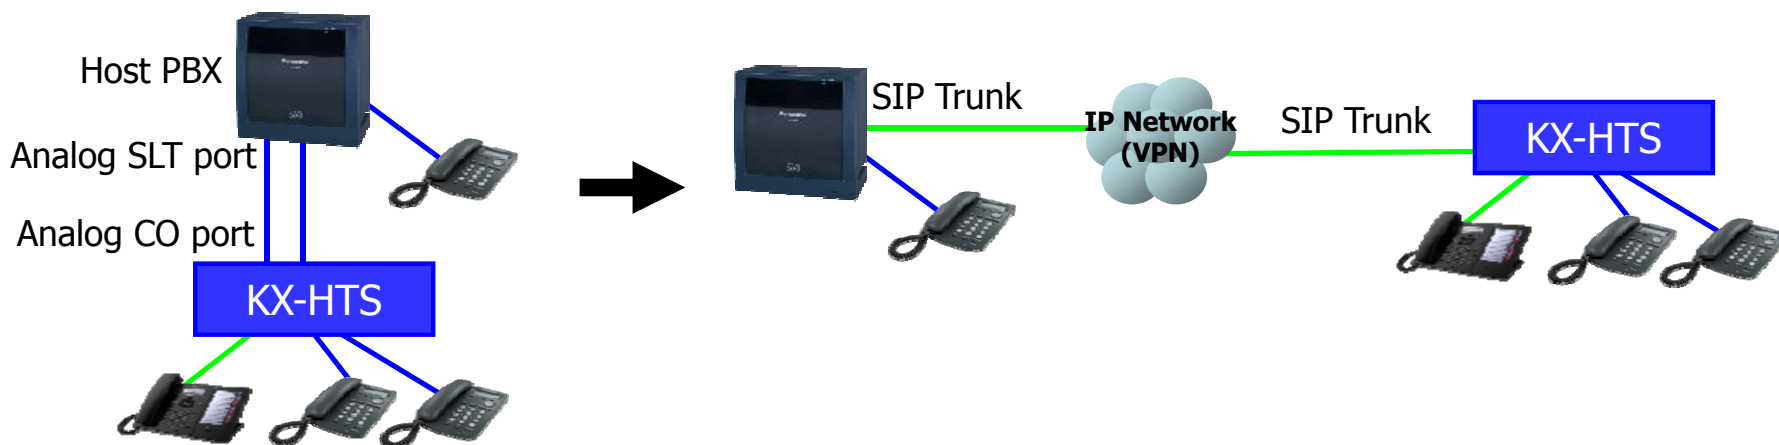 Host PBX
Analog SLT port
Analog CO port
KX-HTS
SIP Trunk
IP Network
(VPN)
SIP Trunk
KX-HTS